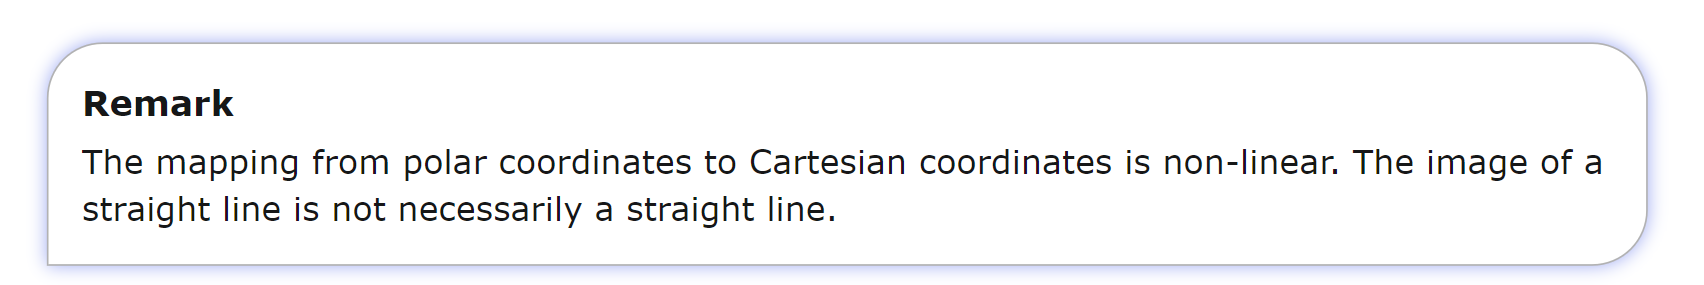 Remark
The mapping from polar coordinates to Cartesian coordinates is non-linear. The image of a
straight line is not necessarily a straight line.